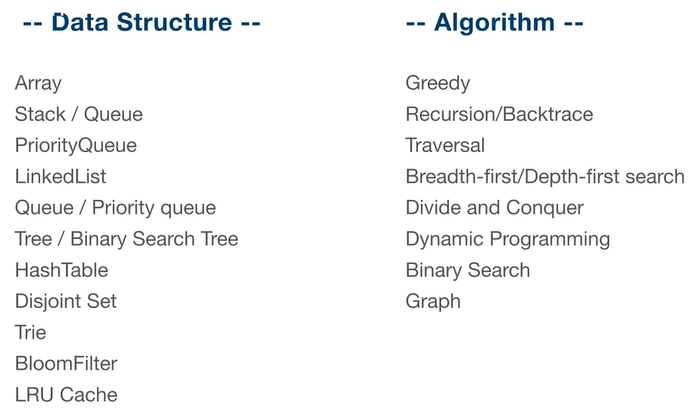 -- Data Structure --
Array
Stack / Queue
PriorityQueue
LinkedList
Queue / Priority queue
Tree / Binary Search Tree
HashTable
Disjoint Set
Trie
BloomFilter
LRU Cache
-- Algorithm --
Greedy
Recursion/Backtrace
Traversal
Breadth-first/Depth-first search
Divide and Conquer
Dynamic Programming
Binary Search
Graph